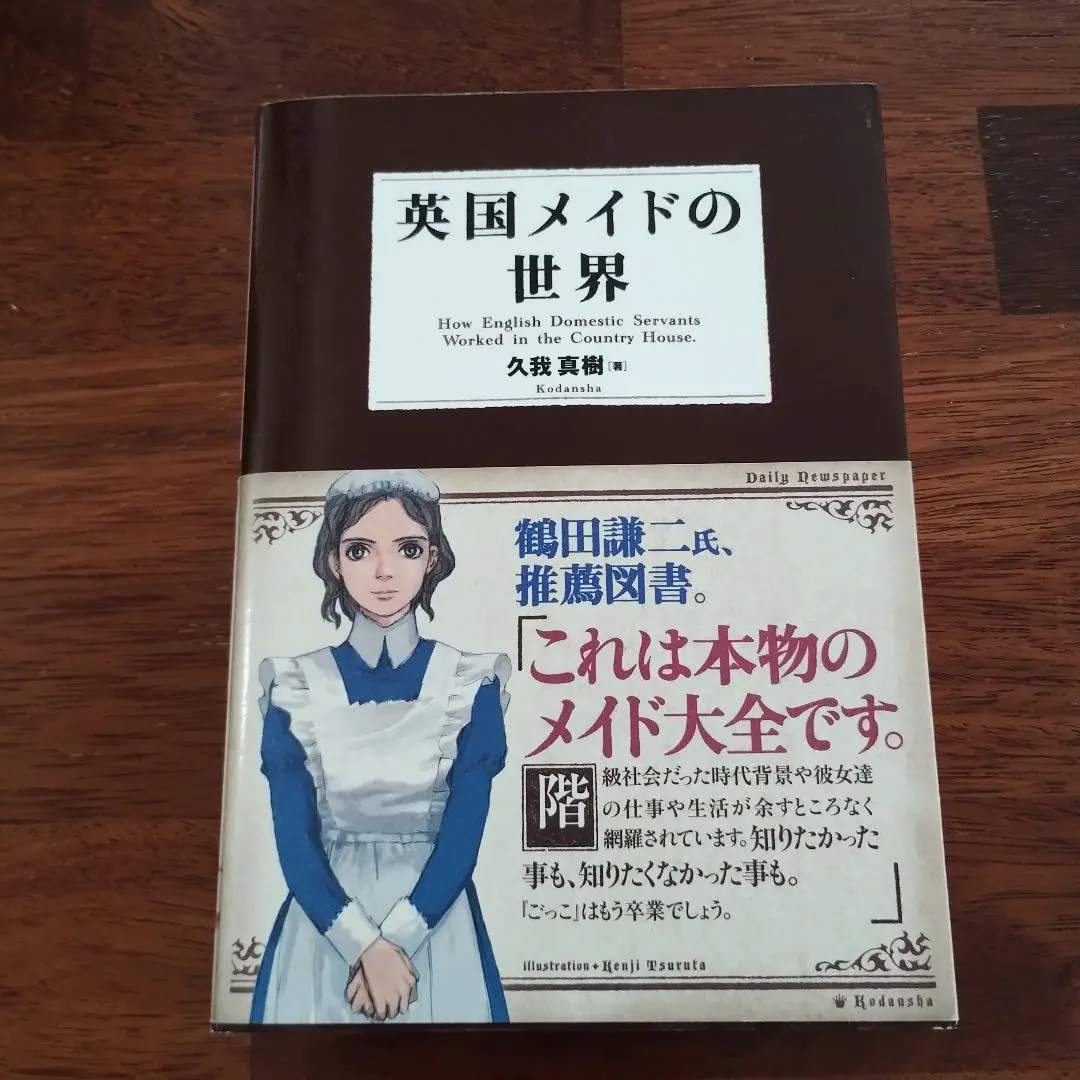 英国メイドの
世界
How English Domestic Servants
Worked in the Country House.
久我 真樹[著]
Kodansha
Daily Newspaper
鶴田謙二氏、
推薦図書。
「これは本物の
メイド大全です。
階級社会だった時代背景や彼女達
の仕事や生活が余すところなく
網羅されています。知りたかった
事も、知りたくなかった事も。
『ごっこ』はもう卒業でしょう。」
illustration✦Kenji Tsuruta
Kodansha